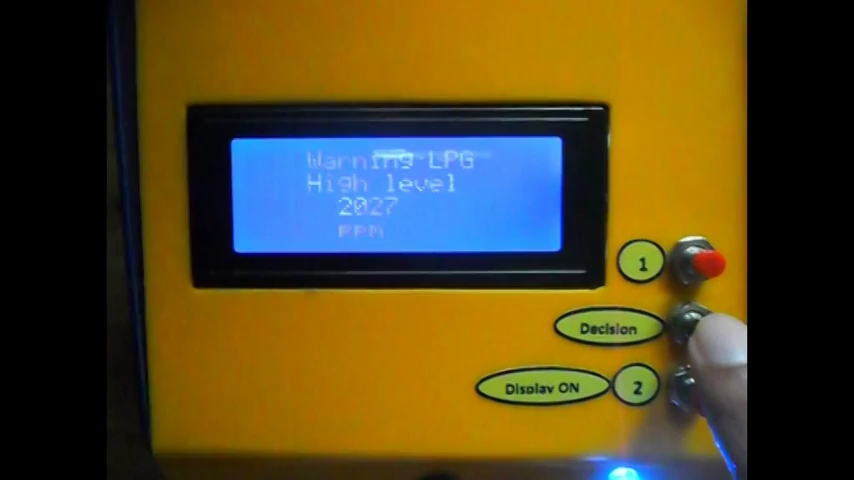 Warning LPG
High level
2027
PPM
1
Decision
Display ON
2